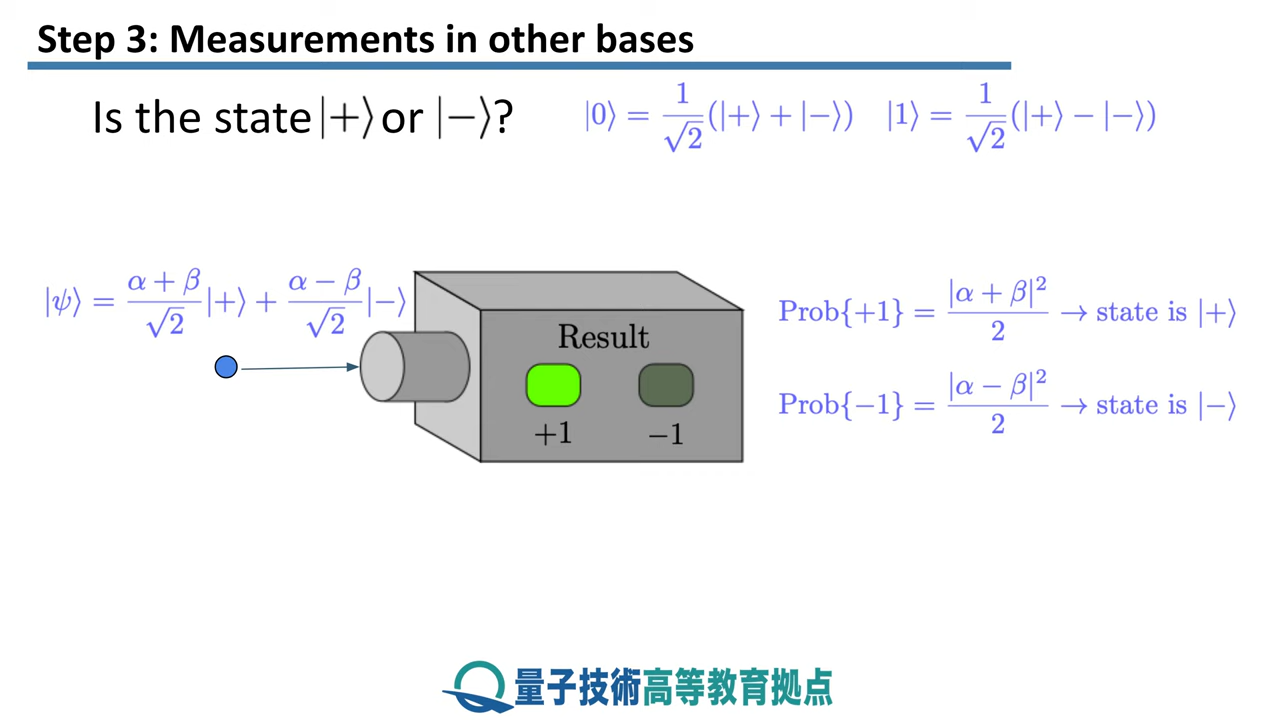 Step 3: Measurements in other bases
Is the state |+⟩ or |−⟩?
|0⟩ = 1/√2 (|+⟩ + |−⟩) |1⟩ = 1/√2 (|+⟩ − |−⟩)
|ψ⟩ = α + β/√2 |+⟩ + α − β/√2 |−⟩
Result
+1 −1
Prob{+1} = |α + β|²/2 → state is |+⟩
Prob{−1} = |α − β|²/2 → state is |−⟩
量子技術高等教育拠点